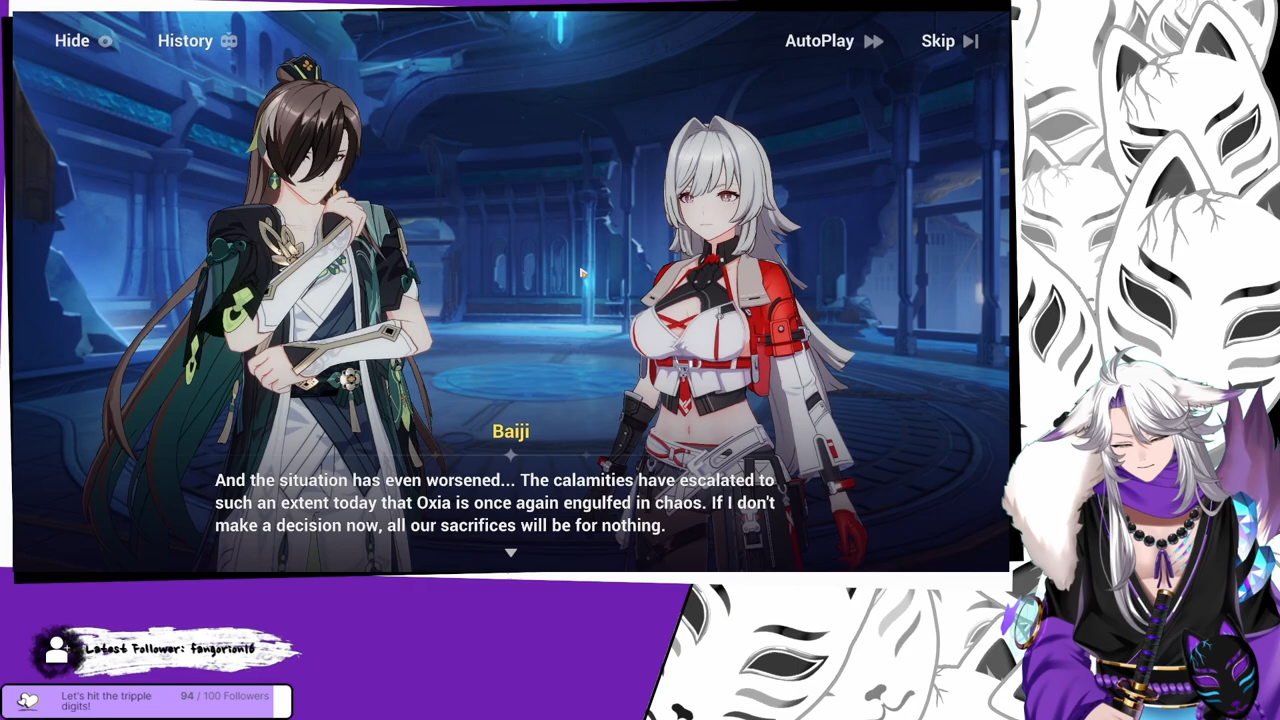 Hide
History
AutoPlay
Skip
Baiji
And the situation has even worsened... The calamities have escalated to
such an extent today that Oxia is once again engulfed in chaos. If I don't
make a decision now, all our sacrifices will be for nothing.
Latest Follower: fangorion16
Let's hit the tripple
digits!
94 / 100 Followers